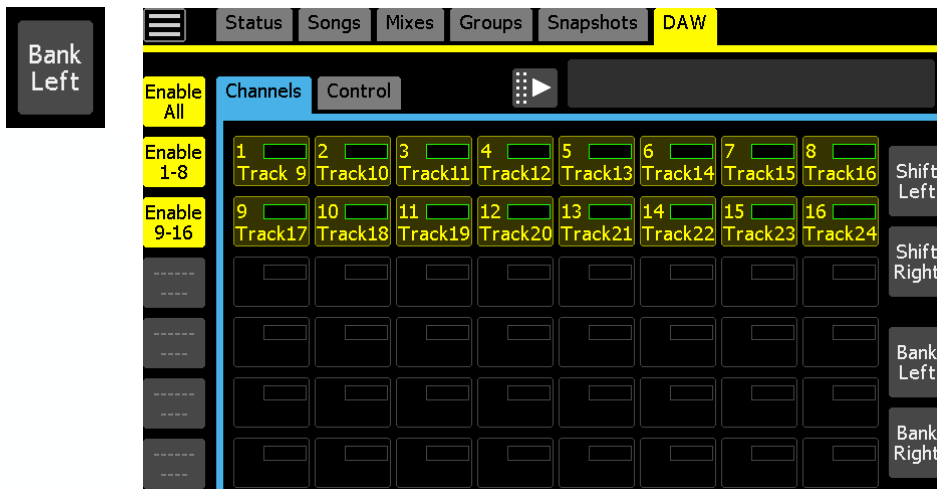 Bank
Left
Status Songs Mixes Groups Snapshots DAW
Enable
All
Channels Control
Enable
1-8
1 2 3 4 5 6 7 8
Track 9 Track10 Track11 Track12 Track13 Track14 Track15 Track16
Shift
Left
Enable
9-16
9 10 11 12 13 14 15 16
Track17 Track18 Track19 Track20 Track21 Track22 Track23 Track24
Shift
Right
------
----
------
----
Bank
Left
------
----
Bank
Right
------
----